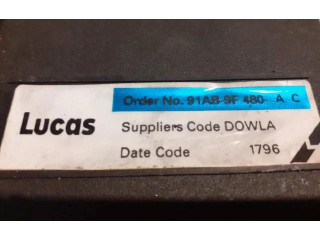 Order No. 91AB 9F 480- A C
Lucas
Suppliers Code DOWLA
Date Code 1796